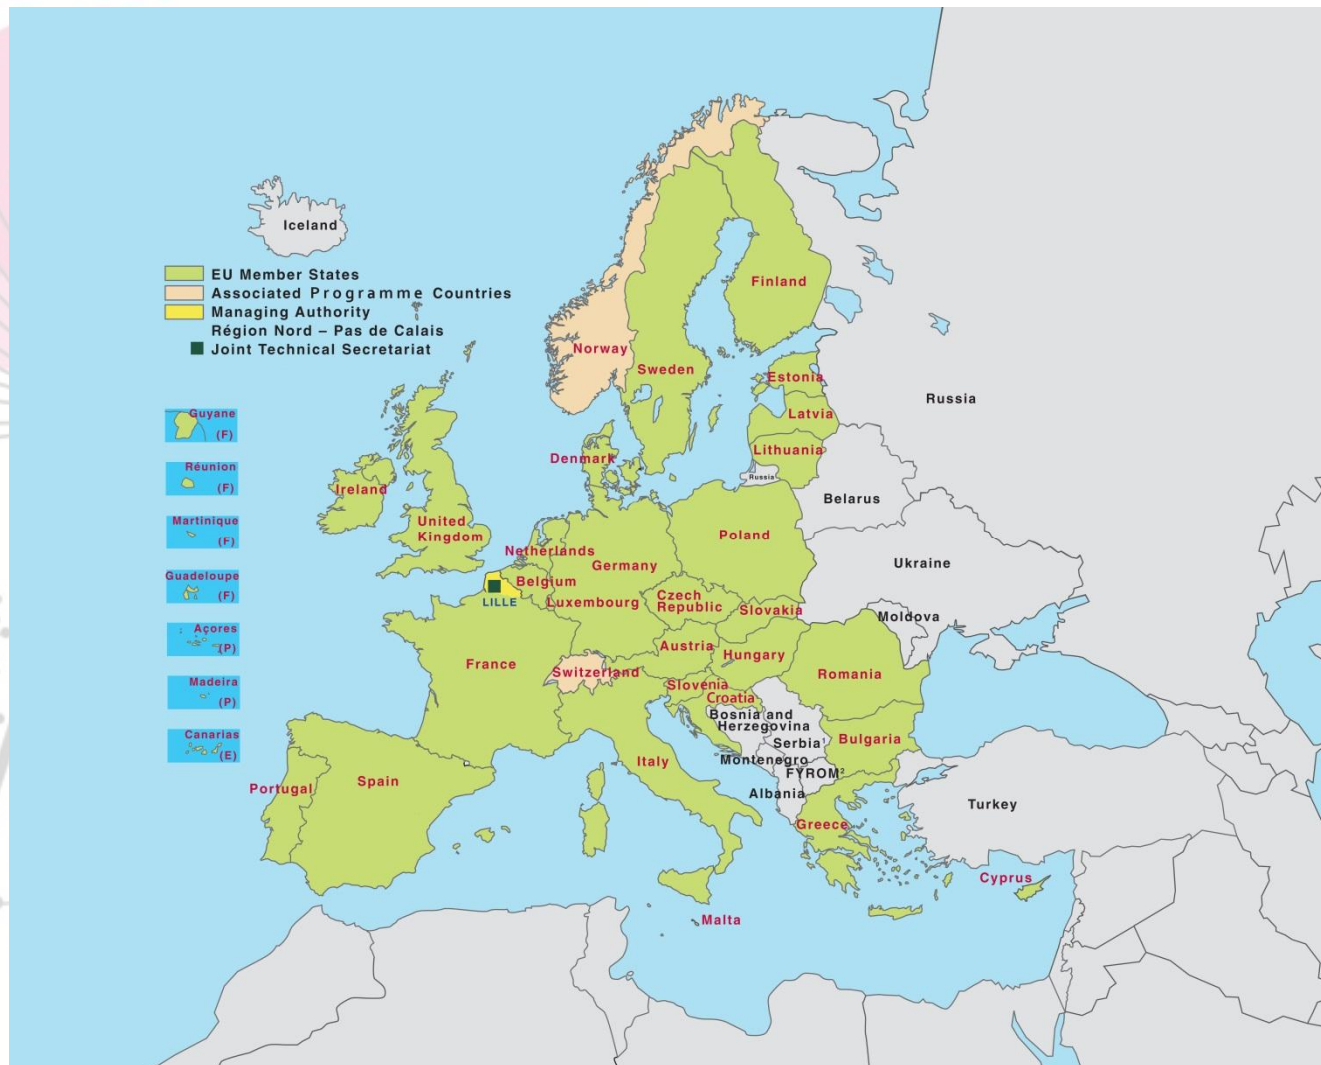 Iceland
EU Member States
Associated Programme Countries
Managing Authority
Région Nord – Pas de Calais
Joint Technical Secretariat
Guyane
(F)
Réunion
(F)
Martinique
(F)
Guadeloupe
(F)
Açores
(P)
Madeira
(P)
Canarias
(E)
Finland
Norway
Sweden
Estonia
Latvia
Lithuania
Russia
Russia
Denmark
Belarus
Ireland
United
Kingdom
Netherlands
Poland
Germany
Ukraine
Belgium
LILLE
Luxembourg
Czech
Republic
Slovakia
Moldova
Austria
Hungary
France
Switzerland
Romania
Slovenia
Croatia
Bosnia and
Herzegovina
Serbia¹
Bulgaria
Montenegro
FYROM²
Italy
Albania
Portugal
Spain
Turkey
Greece
Cyprus
Malta